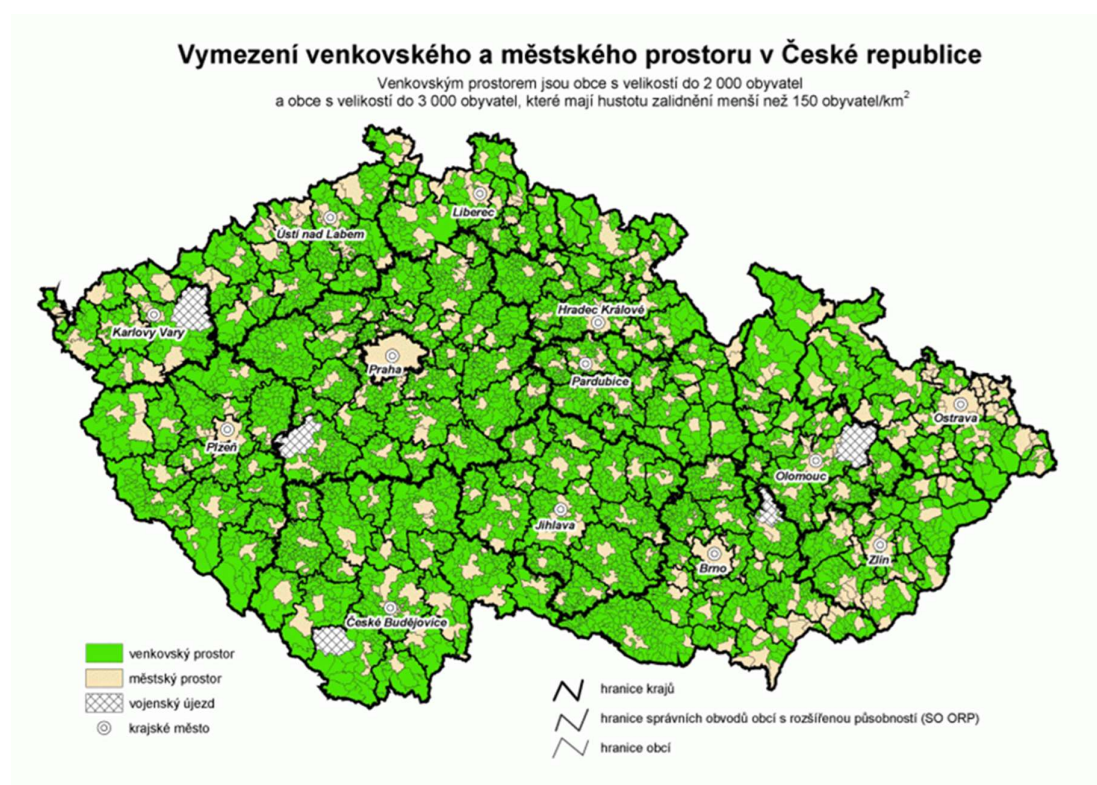 Vymezení venkovského a městského prostoru v České republice
Venkovským prostorem jsou obce s velikostí do 2 000 obyvatel
a obce s velikostí do 3 000 obyvatel, které mají hustotu zalidnění menší než 150 obyvatel/km²
Liberec
Ústí nad Labem
Karlovy Vary
Hradec Králové
Praha
Pardubice
Ostrava
Plzeň
Olomouc
Jihlava
Brno
Zlín
České Budějovice
venkovský prostor
městský prostor
vojenský újezd
krajské město
hranice krajů
hranice správních obvodů obcí s rozšířenou působností (SO ORP)
hranice obcí